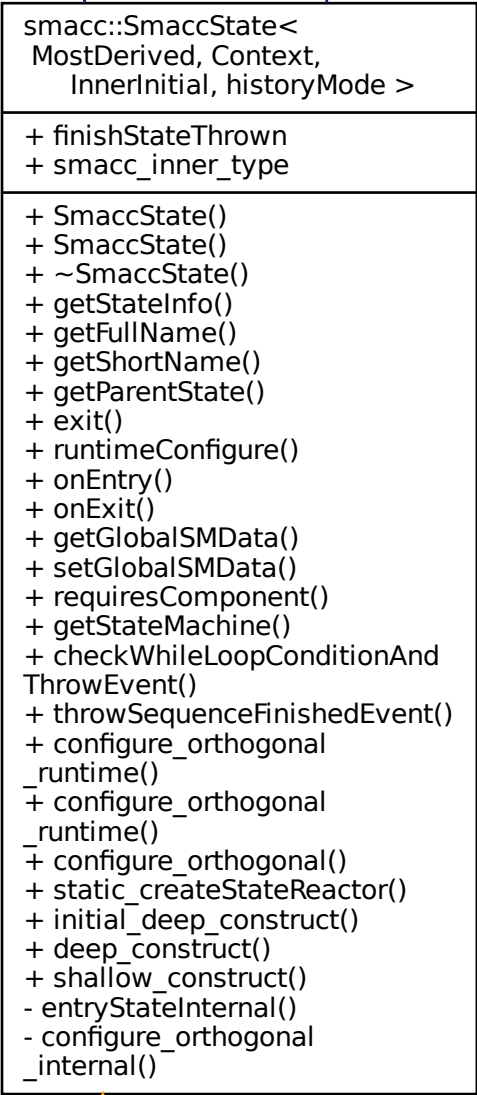 smacc::SmaccState<
MostDerived, Context,
InnerInitial, historyMode >
+ finishStateThrown
+ smacc_inner_type
+ SmaccState()
+ SmaccState()
+ ~SmaccState()
+ getStateInfo()
+ getFullName()
+ getShortName()
+ getParentState()
+ exit()
+ runtimeConfigure()
+ onEntry()
+ onExit()
+ getGlobalSMData()
+ setGlobalSMData()
+ requiresComponent()
+ getStateMachine()
+ checkWhileLoopConditionAnd
ThrowEvent()
+ throwSequenceFinishedEvent()
+ configure_orthogonal
_runtime()
+ configure_orthogonal
_runtime()
+ configure_orthogonal()
+ static_createStateReactor()
+ initial_deep_construct()
+ deep_construct()
+ shallow_construct()
- entryStateInternal()
- configure_orthogonal
_internal()